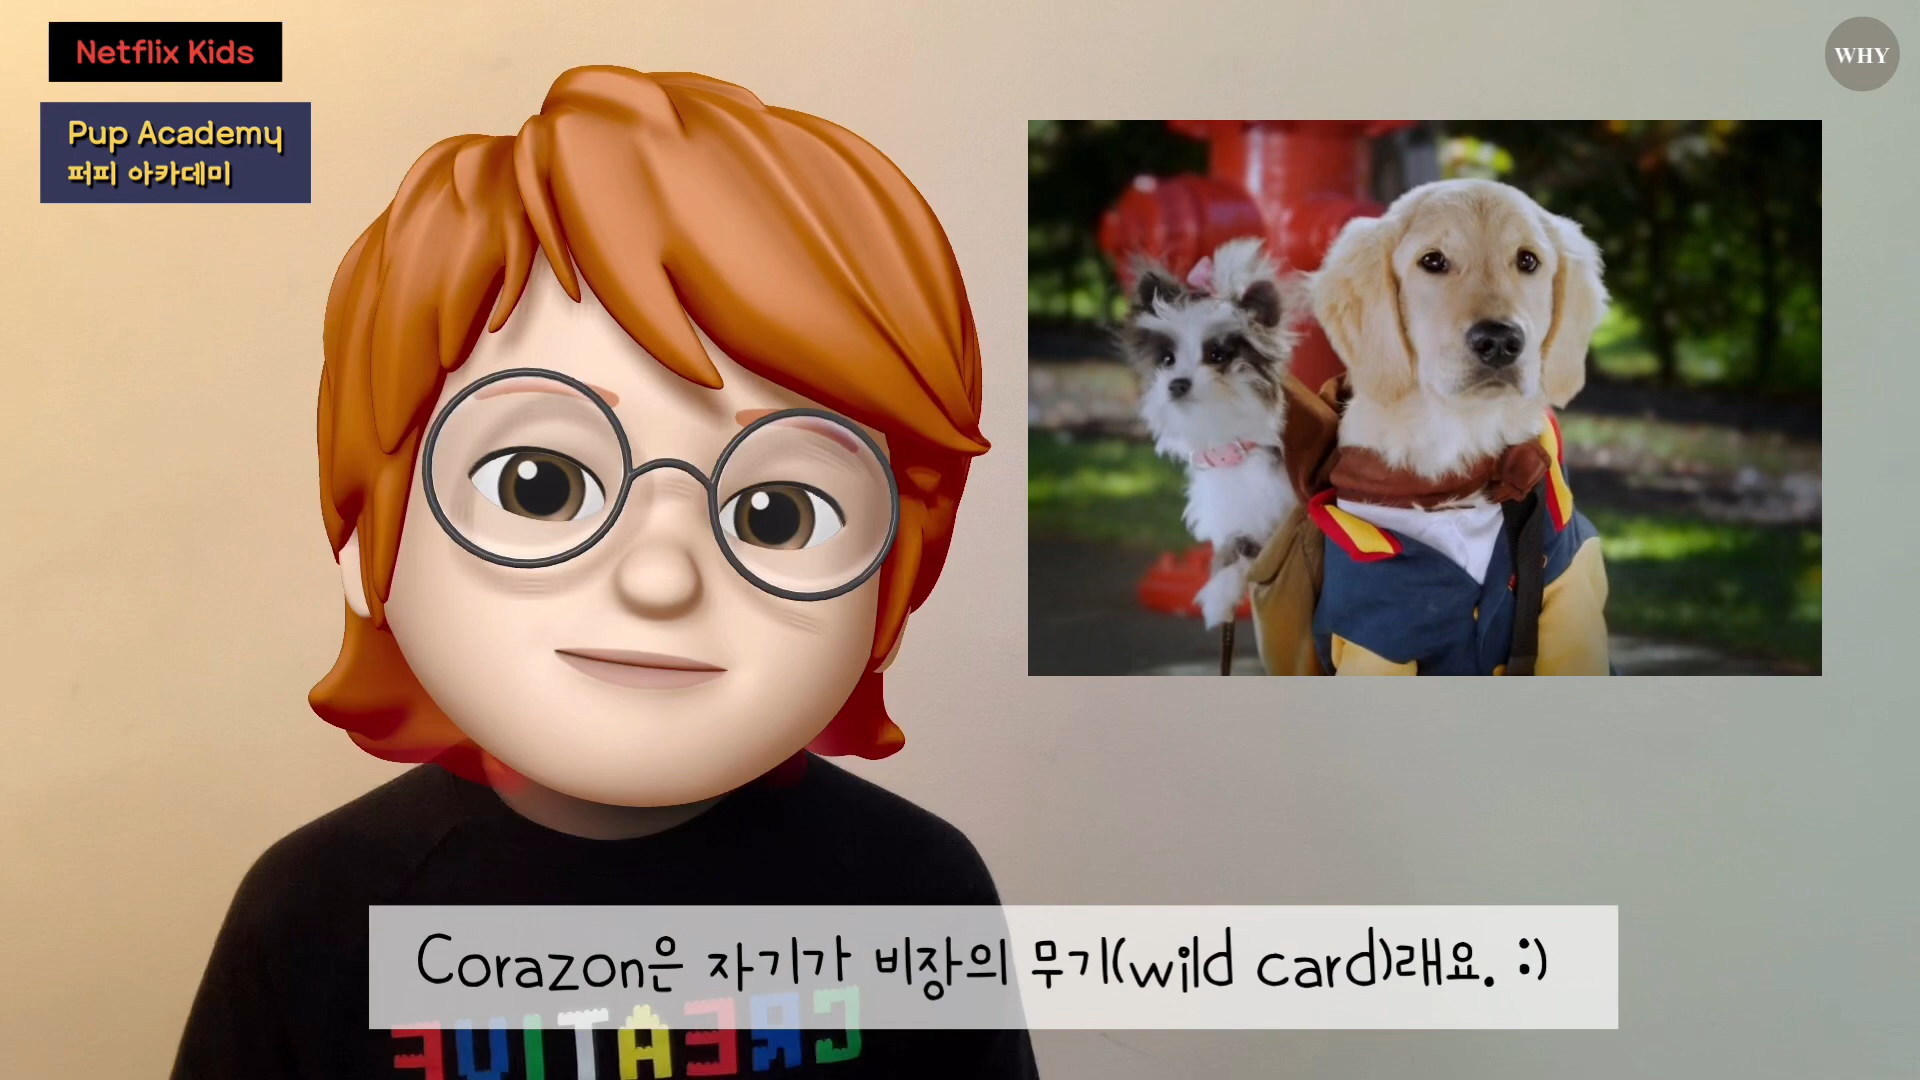 Netflix Kids
WHY
Pup Academy
퍼피 아카데미
Corazon은 자기가 비장의 무기(wild card)래요. :)
CREATIVE